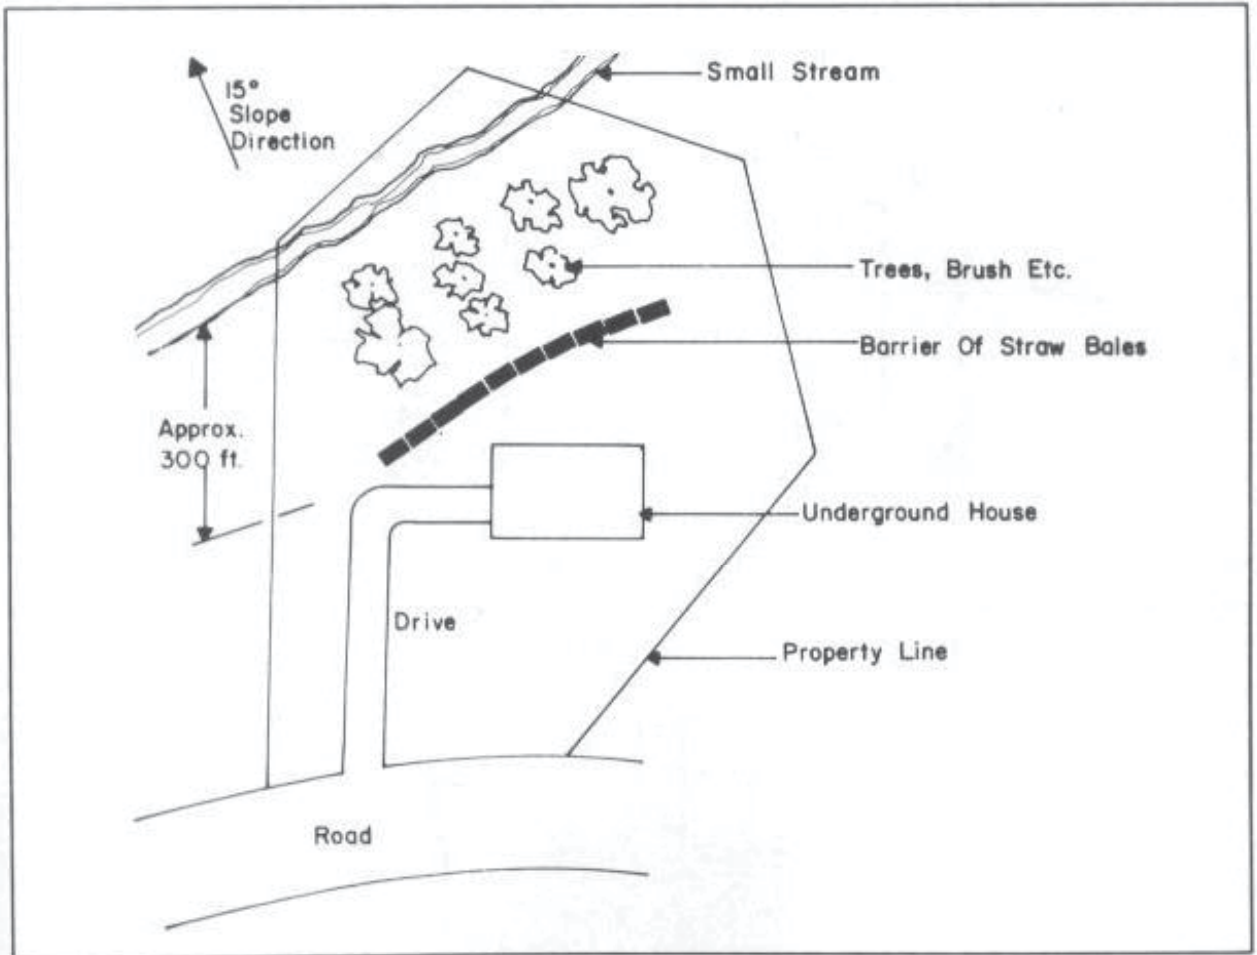 Small Stream
15°
Slope
Direction
Trees, Brush Etc.
Barrier Of Straw Bales
Approx.
300 ft.
Underground House
Drive
Property Line
Road